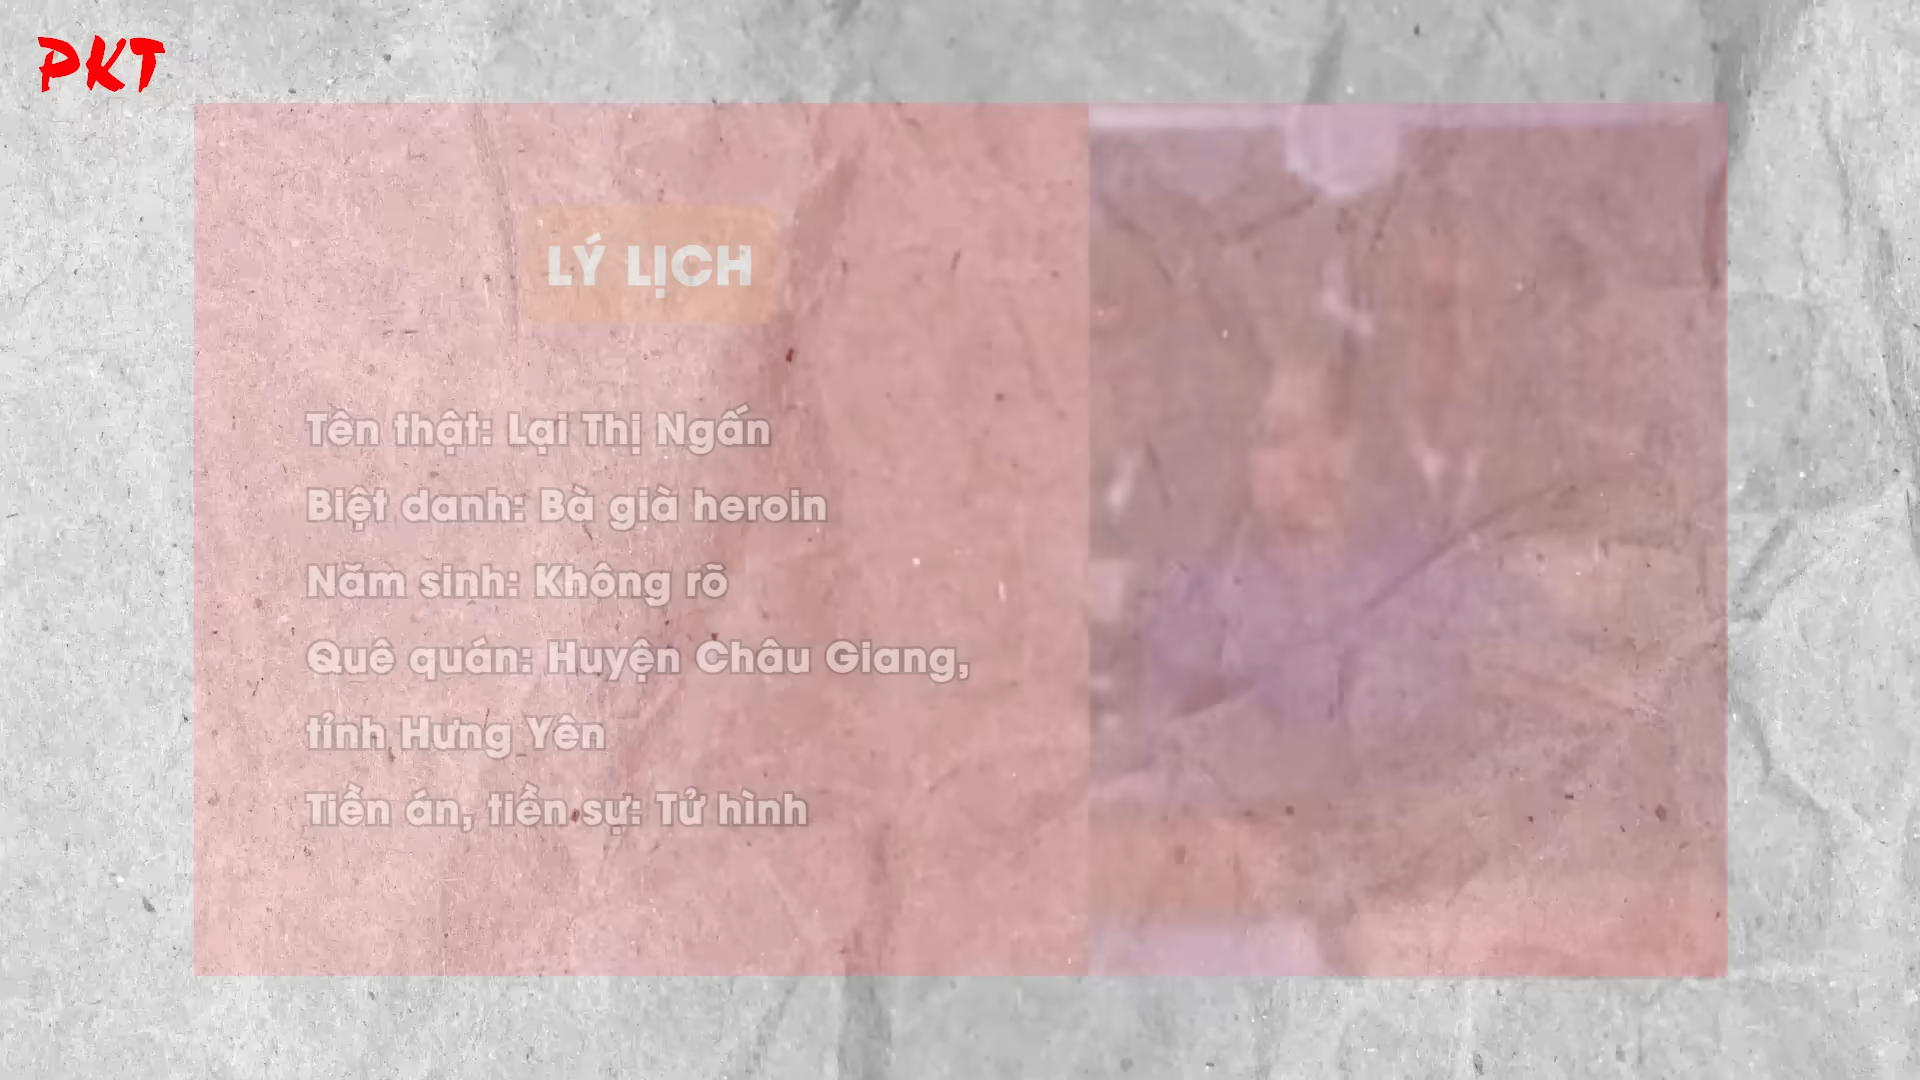 PKT
LÝ LỊCH
Tên thật: Lại Thị Ngấn
Biệt danh: Bà già heroin
Năm sinh: Không rõ
Quê quán: Huyện Châu Giang,
tỉnh Hưng Yên
Tiền án, tiền sự: Tử hình